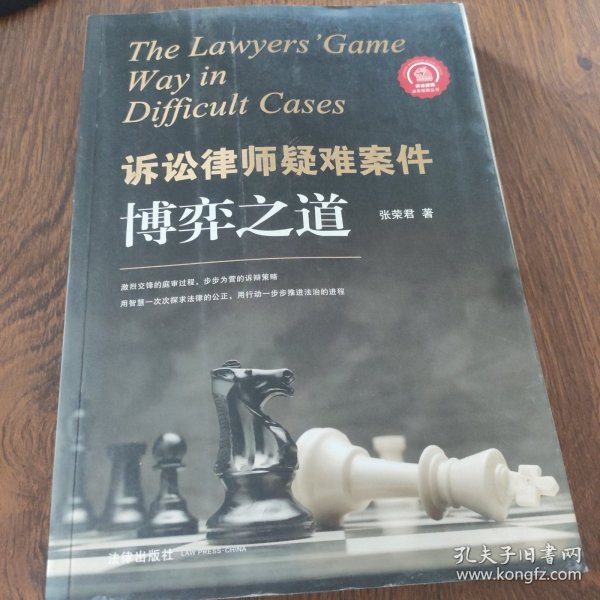 The Lawyers' Game
Way in
Difficult Cases
诉讼律师疑难案件
博弈之道
张荣君 著
激烈交锋的庭审过程，步步为营的诉辩策略
用智慧一次次探求法律的公正，用行动一步步推进法治的进程
法律出版社 LAW PRESS·CHINA
孔夫子旧书网
www.kongfz.com